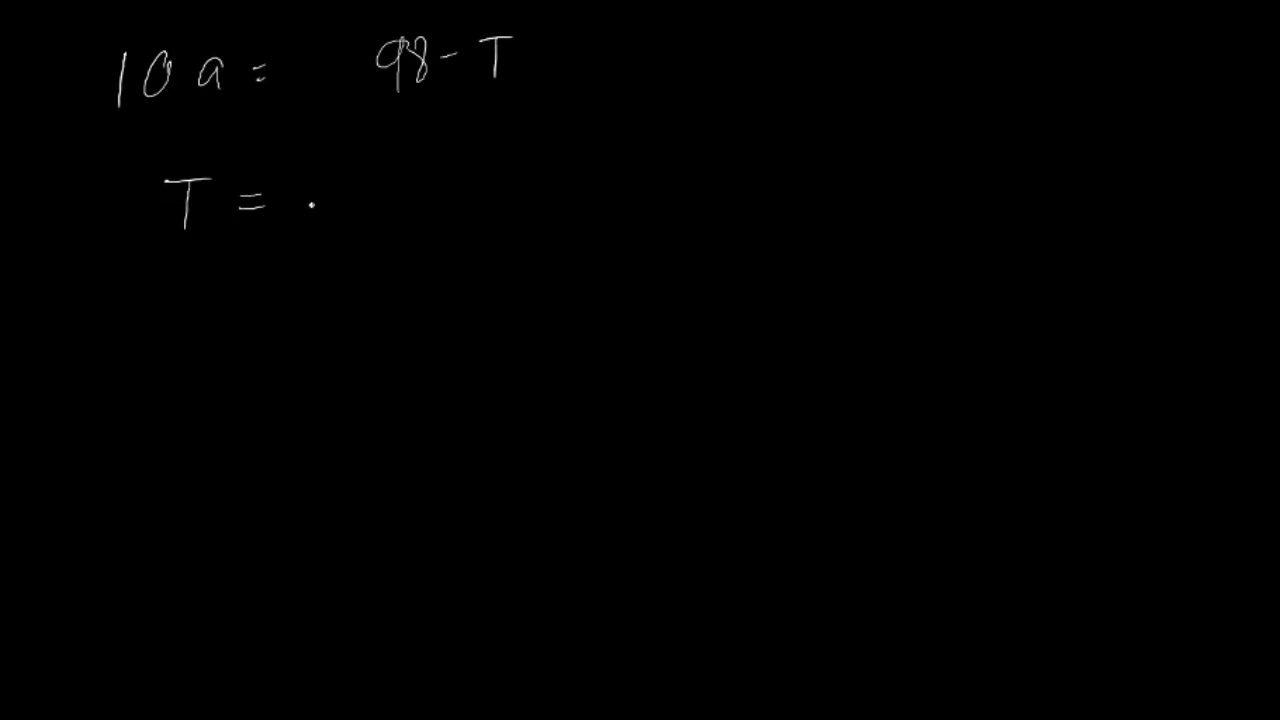 10 a = 98 - T
T = .